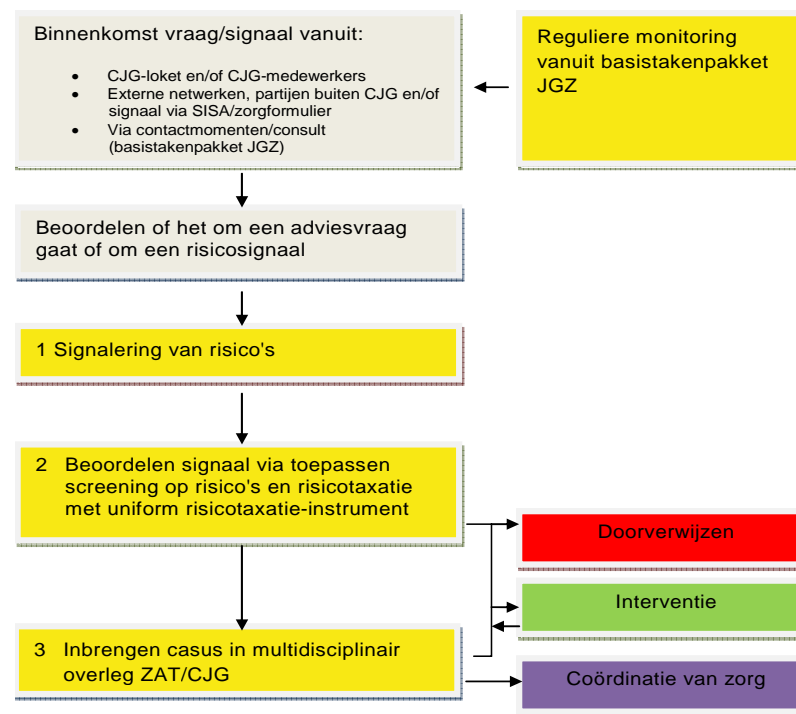 Binnenkomst vraag/signaal vanuit:
• CJG-loket en/of CJG-medewerkers
• Externe netwerken, partijen buiten CJG en/of
signaal via SISA/zorgformulier
• Via contactmomenten/consult
(basistakenpakket JGZ)
Reguliere monitoring
vanuit basistakenpakket
JGZ
Beoordelen of het om een adviesvraag
gaat of om een risicosignaal
1 Signalering van risico's
2 Beoordelen signaal via toepassen
screening op risico's en risicotaxatie
met uniform risicotaxatie-instrument
Doorverwijzen
Interventie
3 Inbrengen casus in multidisciplinair
overleg ZAT/CJG
Coördinatie van zorg